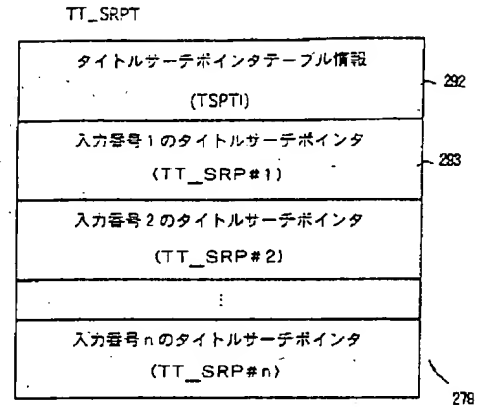 TT_SRPT
タイトルサーチポインタテーブル情報
(TSPTI)
292
入力番号1のタイトルサーチポインタ
(TT_SRP#1)
293
入力番号2のタイトルサーチポインタ
(TT_SRP#2)
⋮
入力番号nのタイトルサーチポインタ
(TT_SRP#n)
278